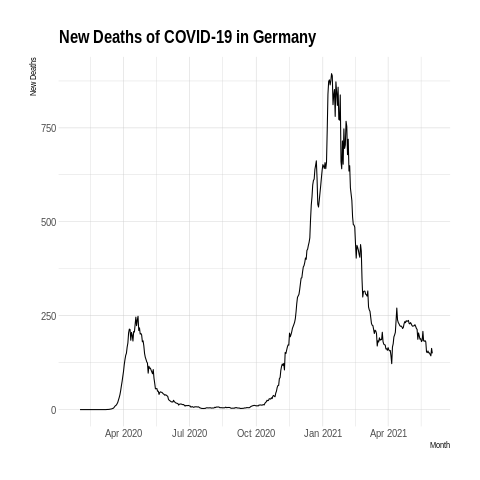 New Deaths of COVID-19 in Germany
New Deaths
750
500
250
0
Apr 2020 Jul 2020 Oct 2020 Jan 2021 Apr 2021
Month